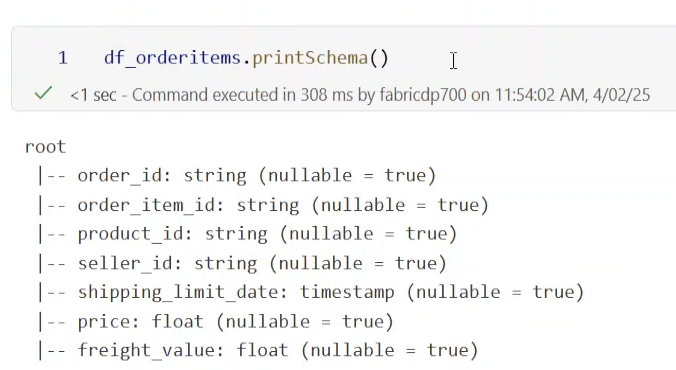 1 df_orderitems.printSchema()
<1 sec - Command executed in 308 ms by fabricdp700 on 11:54:02 AM, 4/02/25
root
|-- order_id: string (nullable = true)
|-- order_item_id: string (nullable = true)
|-- product_id: string (nullable = true)
|-- seller_id: string (nullable = true)
|-- shipping_limit_date: timestamp (nullable = true)
|-- price: float (nullable = true)
|-- freight_value: float (nullable = true)